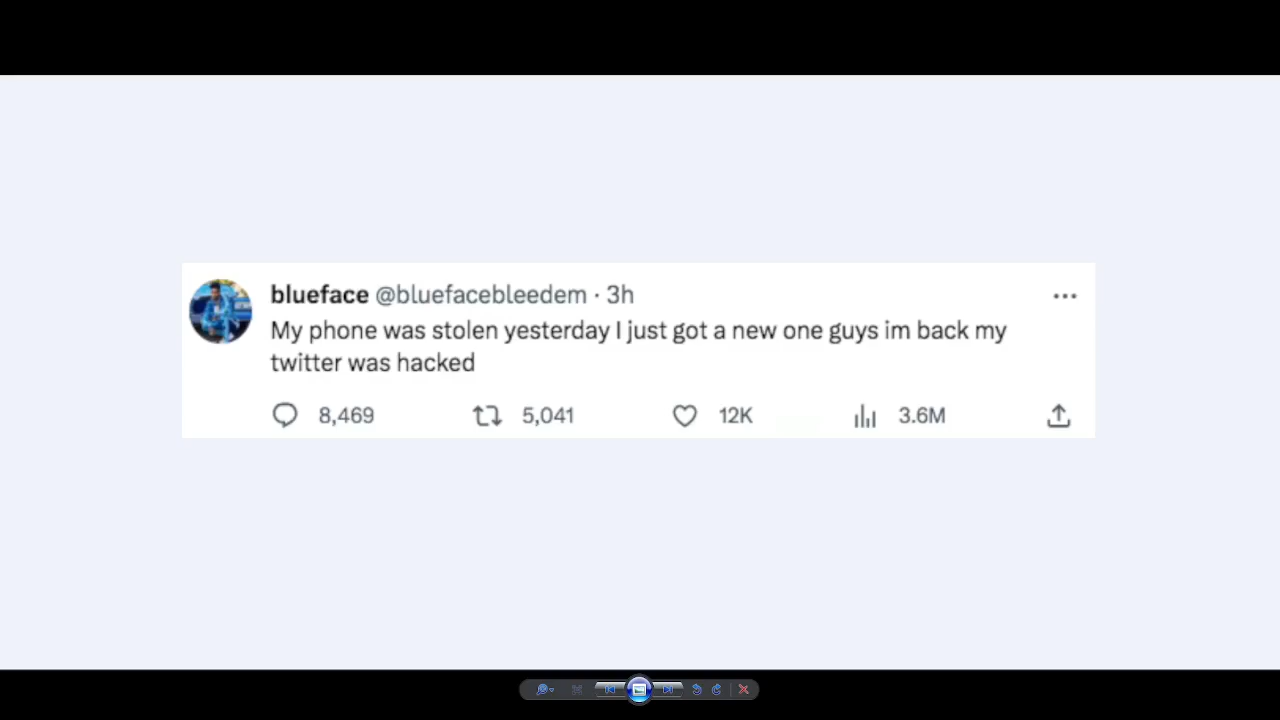 blueface @bluefacebleedem · 3h
My phone was stolen yesterday I just got a new one guys im back my
twitter was hacked
8,469 5,041 12K 3.6M